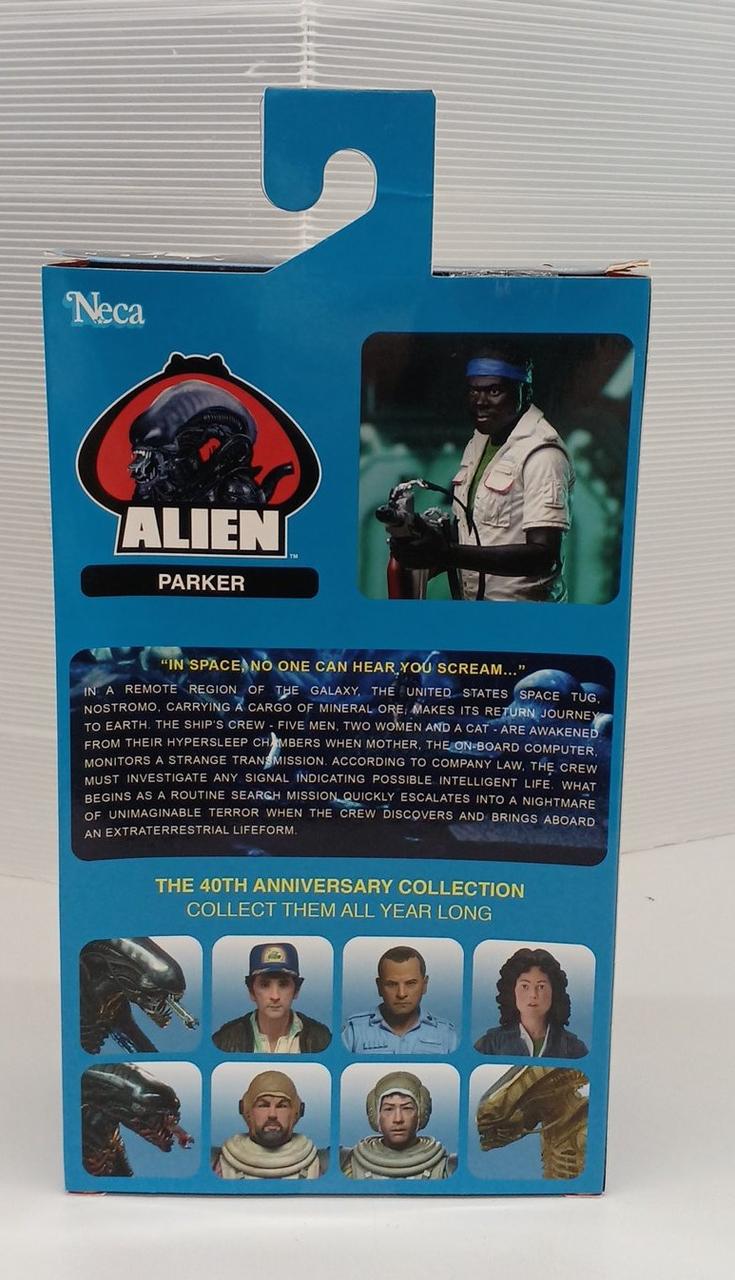 Neca
ALIEN
TM
PARKER
“IN SPACE, NO ONE CAN HEAR YOU SCREAM...”
IN A REMOTE REGION OF THE GALAXY, THE UNITED STATES SPACE TUG,
NOSTROMO, CARRYING A CARGO OF MINERAL ORE, MAKES ITS RETURN JOURNEY
TO EARTH. THE SHIP'S CREW - FIVE MEN, TWO WOMEN AND A CAT - ARE AWAKENED
FROM THEIR HYPERSLEEP CHAMBERS WHEN MOTHER, THE ON-BOARD COMPUTER,
MONITORS A STRANGE TRANSMISSION. ACCORDING TO COMPANY LAW, THE CREW
MUST INVESTIGATE ANY SIGNAL INDICATING POSSIBLE INTELLIGENT LIFE. WHAT
BEGINS AS A ROUTINE SEARCH MISSION QUICKLY ESCALATES INTO A NIGHTMARE
OF UNIMAGINABLE TERROR WHEN THE CREW DISCOVERS AND BRINGS ABOARD
AN EXTRATERRESTRIAL LIFEFORM.
THE 40TH ANNIVERSARY COLLECTION
COLLECT THEM ALL YEAR LONG